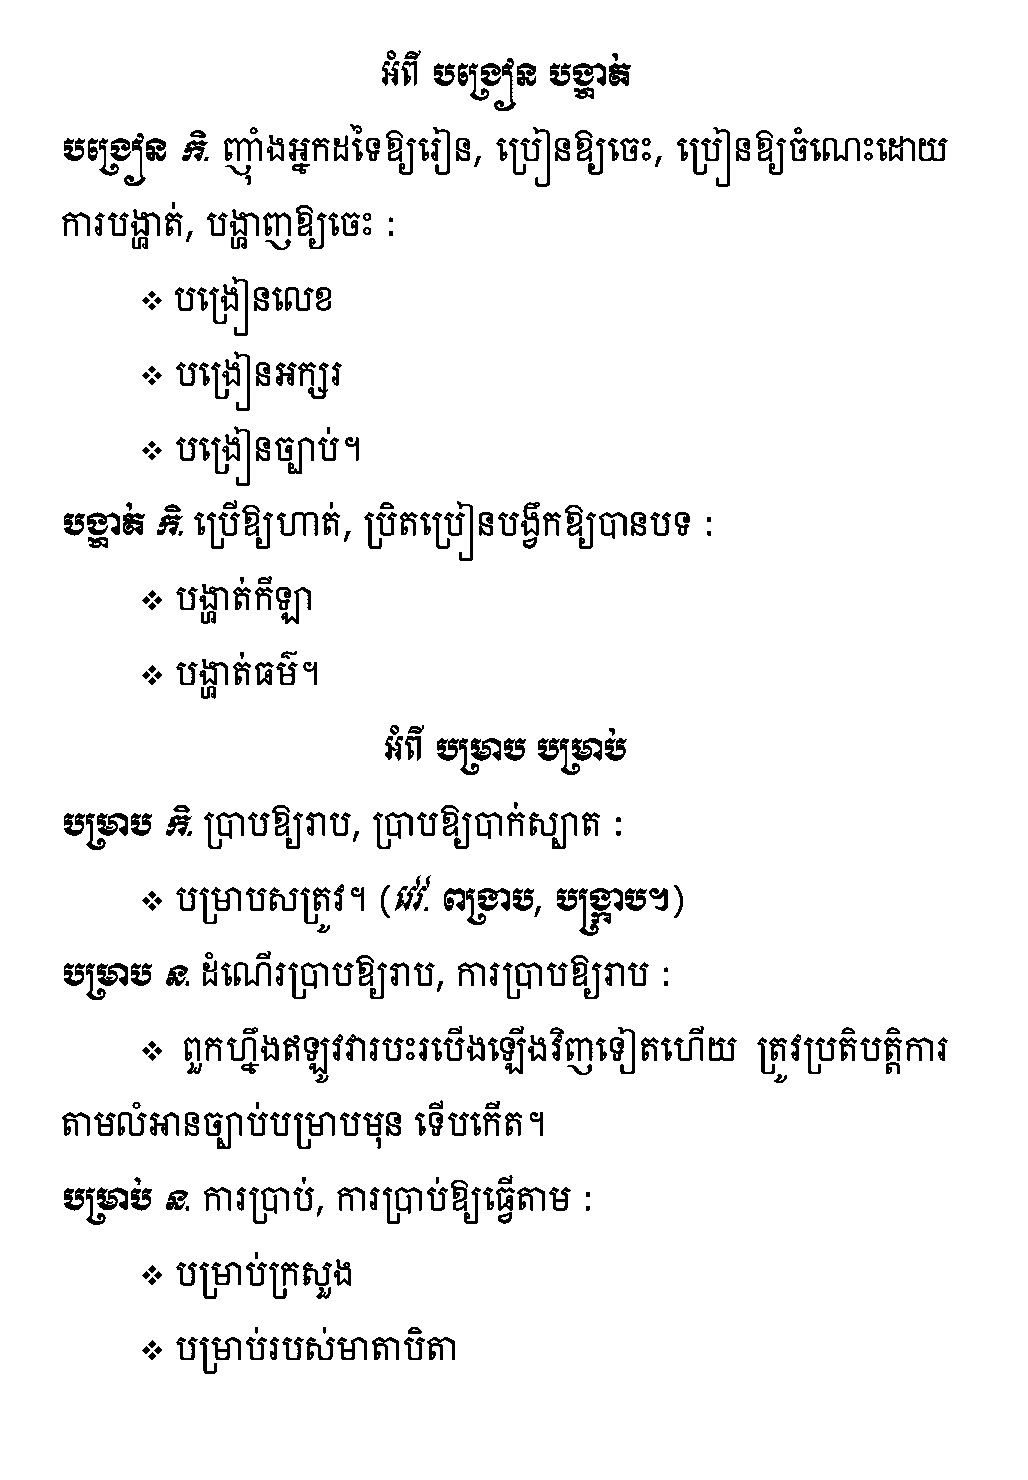 អំពី បង្រៀន បង្ហាត់
បង្រៀន កិ. ញ៉ាំងអ្នកដទៃឱ្យរៀន, ប្រៀនឱ្យចេះ, ប្រៀនឱ្យចំណេះដោយ
ការបង្ហាត់, បង្ហាញឱ្យចេះ :
❖ បង្រៀនលេខ
❖ បង្រៀនអក្សរ
❖ បង្រៀនច្បាប់។
បង្ហាត់ កិ. ប្រើឱ្យហាត់, ប្រិតប្រៀនបង្វឹកឱ្យបានបទ :
❖ បង្ហាត់កីឡា
❖ បង្ហាត់ធម៌។
អំពី បម្រាប បម្រាប់
បម្រាប កិ. ប្រាបឱ្យរាប, ប្រាបឱ្យបាក់ស្បាត :
❖ បម្រាបសត្រូវ។ (វេវ៌. ពង្រាប, បង្ក្រាប។)
បម្រាប ន. ដំណើរប្រាបឱ្យរាប, ការប្រាបឱ្យរាប :
❖ ពួកហ្នឹងឥឡូវវារបះរបើងឡើងវិញទៀតហើយ ត្រូវប្រតិបត្តិការ
តាមលំអានច្បាប់បម្រាបមុន ទើបកើត។
បម្រាប់ ន. ការប្រាប់, ការប្រាប់ឱ្យធ្វើតាម :
❖ បម្រាប់ក្រសួង
❖ បម្រាប់របស់មាតាបិតា